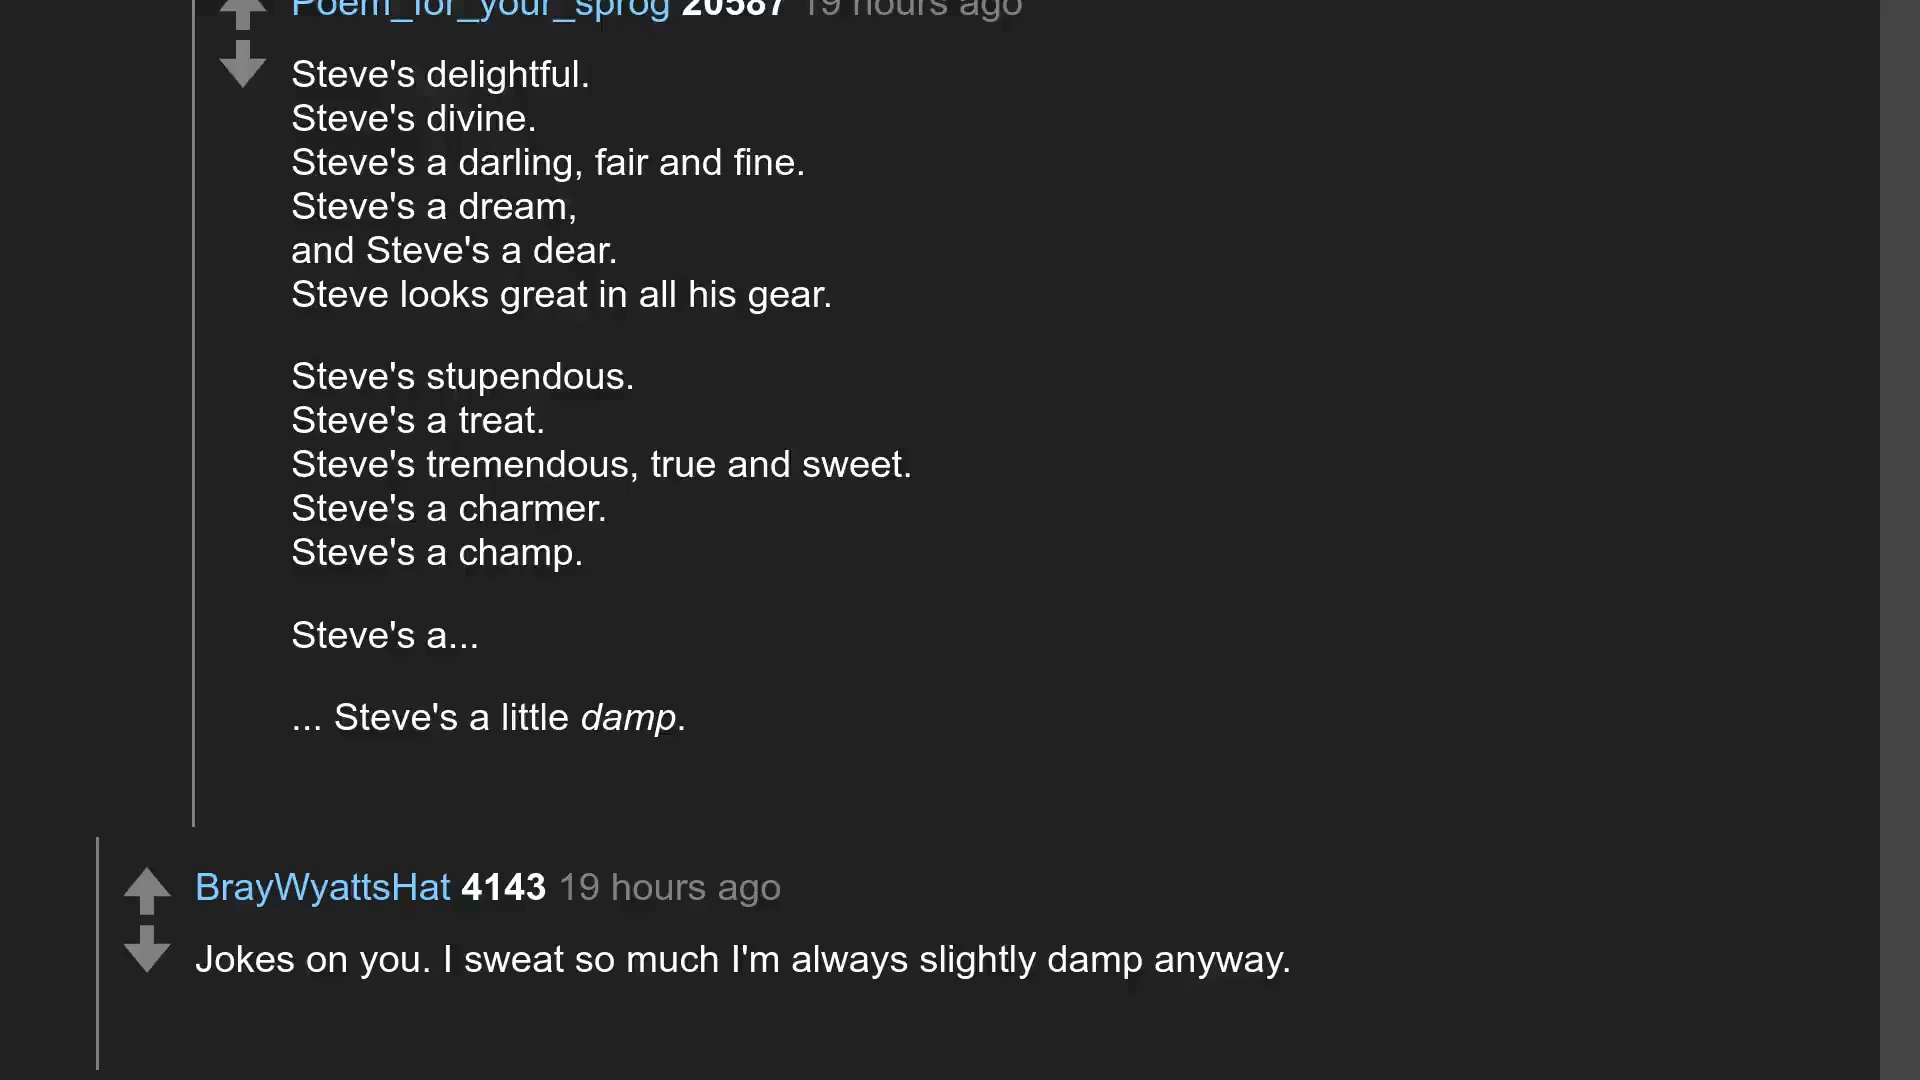 Poem_for_your_sprog 20587 19 hours ago
Steve's delightful.
Steve's divine.
Steve's a darling, fair and fine.
Steve's a dream,
and Steve's a dear.
Steve looks great in all his gear.
Steve's stupendous.
Steve's a treat.
Steve's tremendous, true and sweet.
Steve's a charmer.
Steve's a champ.
Steve's a...
... Steve's a little damp.
BrayWyattsHat 4143 19 hours ago
Jokes on you. I sweat so much I'm always slightly damp anyway.